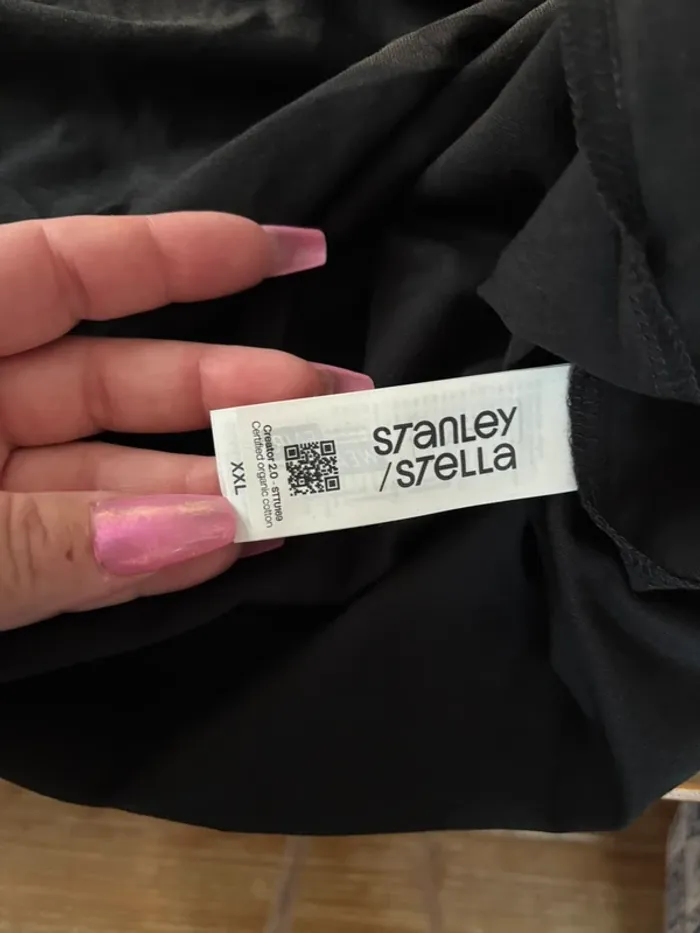 STANLEY
/STELLA
Creator 2.0 - STTU169
Certified organic cotton
XXL